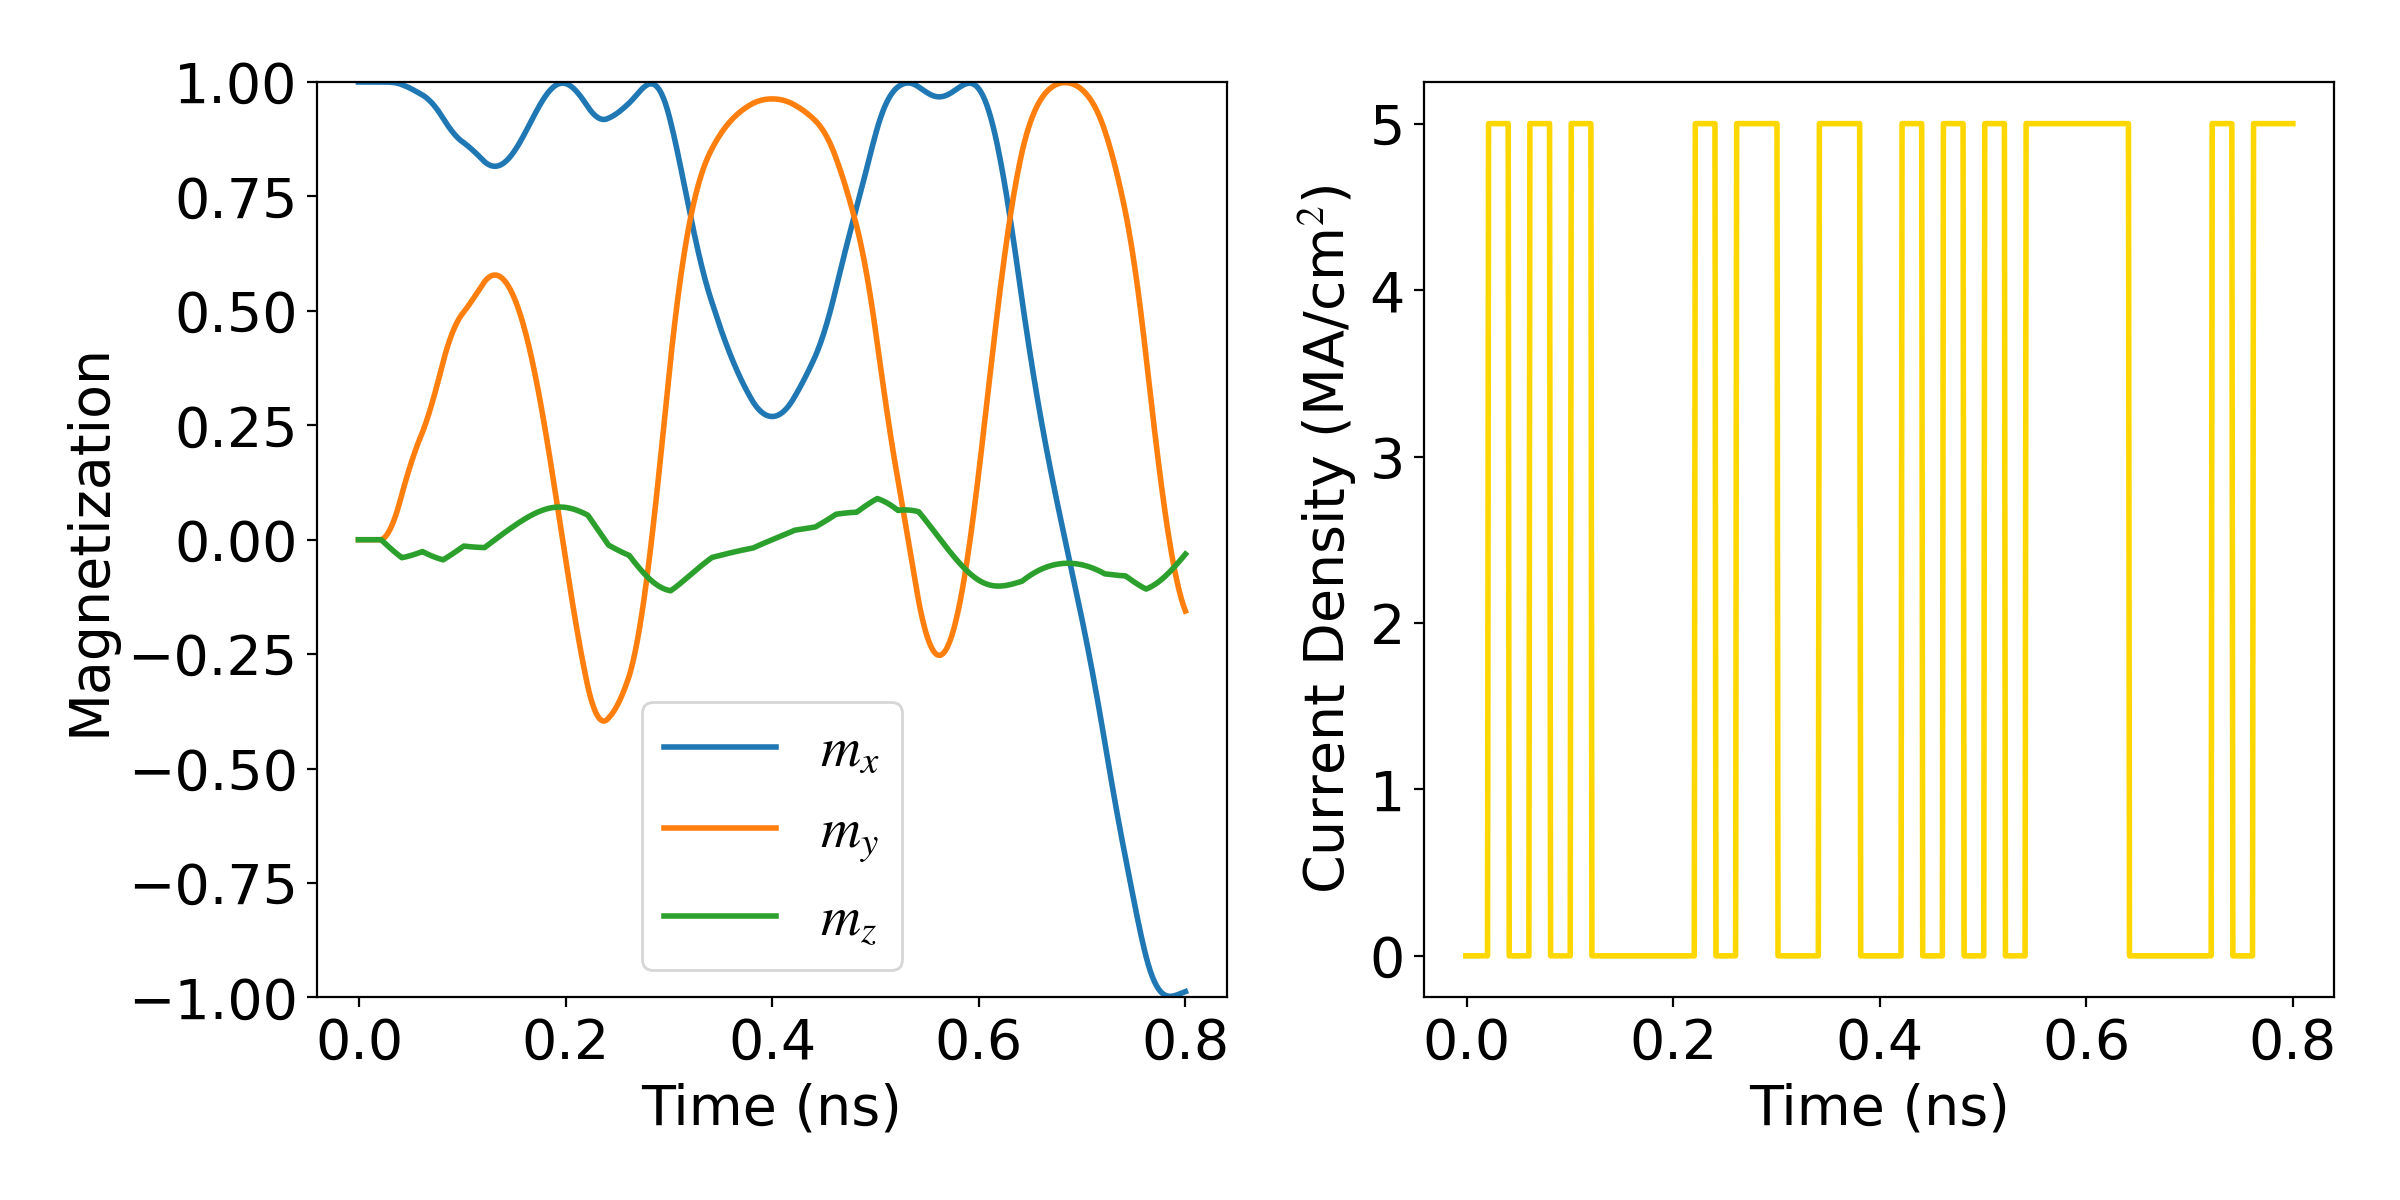 Magnetization
1.00
0.75
0.50
0.25
0.00
−0.25
−0.50
−0.75
−1.00
0.0 0.2 0.4 0.6 0.8
Time (ns)
m_x
m_y
m_z
Current Density (MA/cm²)
5
4
3
2
1
0
0.0 0.2 0.4 0.6 0.8
Time (ns)